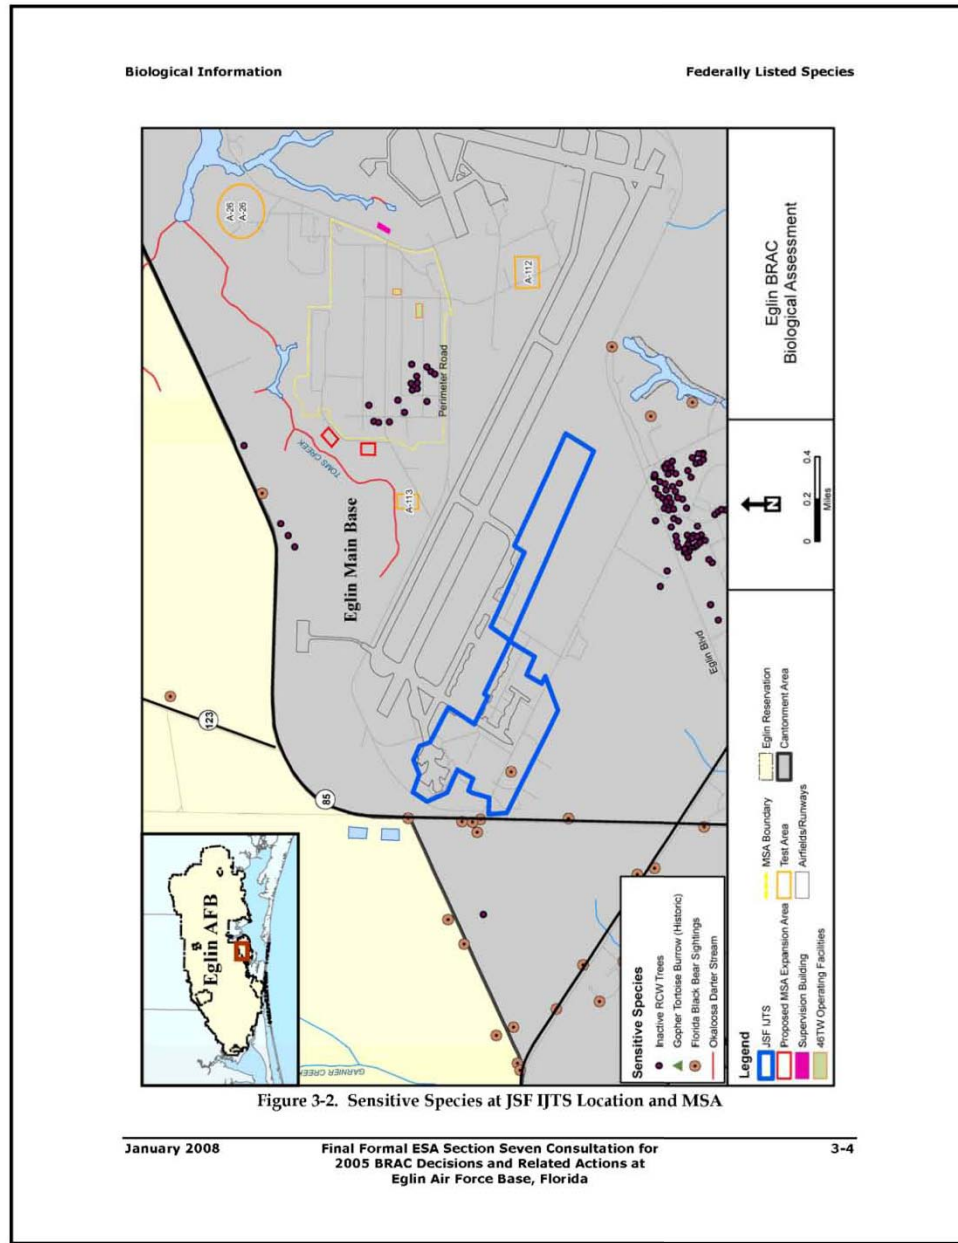 Biological Information
Federally Listed Species
Eglin AFB
GARNIER CREEK
123
85
TOMS CREEK
Eglin Main Base
A-26
A-26
A-113
A-112
Perimeter Road
Eglin Blvd
Sensitive Species
Inactive RCW Trees
Gopher Tortoise Burrow (Historic)
Florida Black Bear Sightings
Okaloosa Darter Stream
Legend
JSF IJTS
Proposed MSA Expansion Area
Supervision Building
46TW Operating Facilities
MSA Boundary
Test Area
Airfields/Runways
Eglin Reservation
Cantonment Area
N
0 0.2 0.4
Miles
Eglin BRAC
Biological Assessment
Figure 3-2. Sensitive Species at JSF IJTS Location and MSA
January 2008
Final Formal ESA Section Seven Consultation for
2005 BRAC Decisions and Related Actions at
Eglin Air Force Base, Florida
3-4